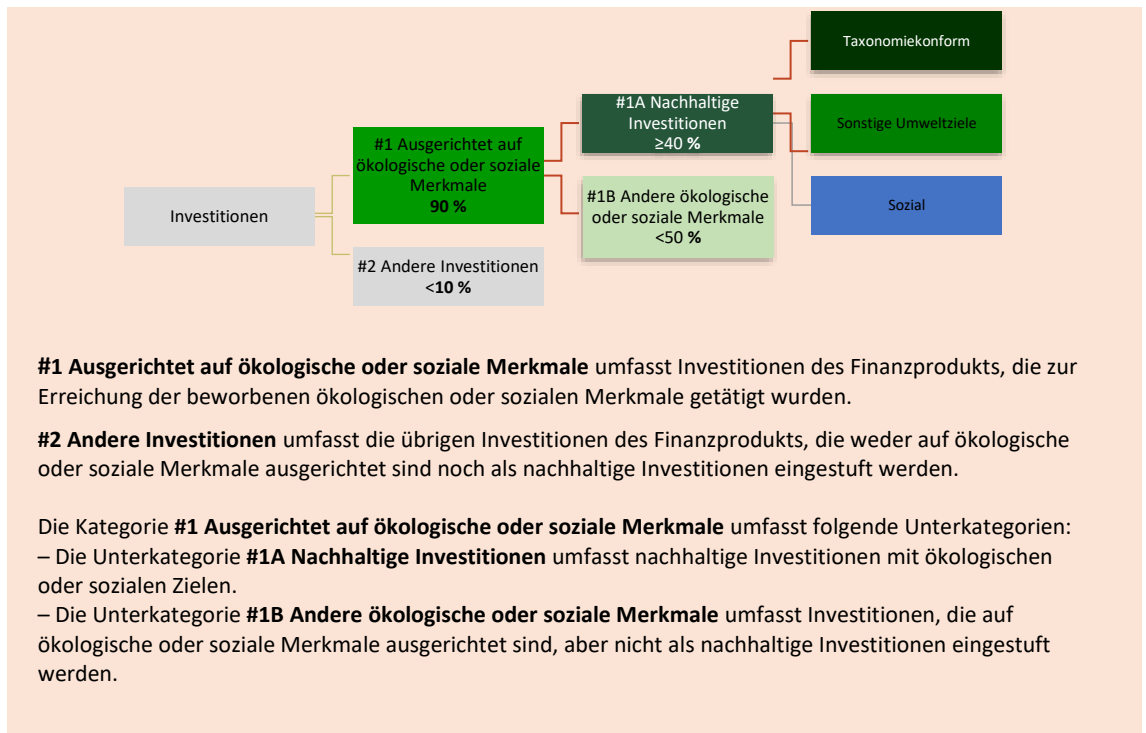 Taxonomiekonform
#1A Nachhaltige
Investitionen
≥40 %
Sonstige Umweltziele
#1 Ausgerichtet auf
ökologische oder soziale
Merkmale
90 %
Investitionen
#1B Andere ökologische
oder soziale Merkmale
<50 %
Sozial
#2 Andere Investitionen
<10 %
#1 Ausgerichtet auf ökologische oder soziale Merkmale umfasst Investitionen des Finanzprodukts, die zur
Erreichung der beworbenen ökologischen oder sozialen Merkmale getätigt wurden.
#2 Andere Investitionen umfasst die übrigen Investitionen des Finanzprodukts, die weder auf ökologische
oder soziale Merkmale ausgerichtet sind noch als nachhaltige Investitionen eingestuft werden.
Die Kategorie #1 Ausgerichtet auf ökologische oder soziale Merkmale umfasst folgende Unterkategorien:
– Die Unterkategorie #1A Nachhaltige Investitionen umfasst nachhaltige Investitionen mit ökologischen
oder sozialen Zielen.
– Die Unterkategorie #1B Andere ökologische oder soziale Merkmale umfasst Investitionen, die auf
ökologische oder soziale Merkmale ausgerichtet sind, aber nicht als nachhaltige Investitionen eingestuft
werden.